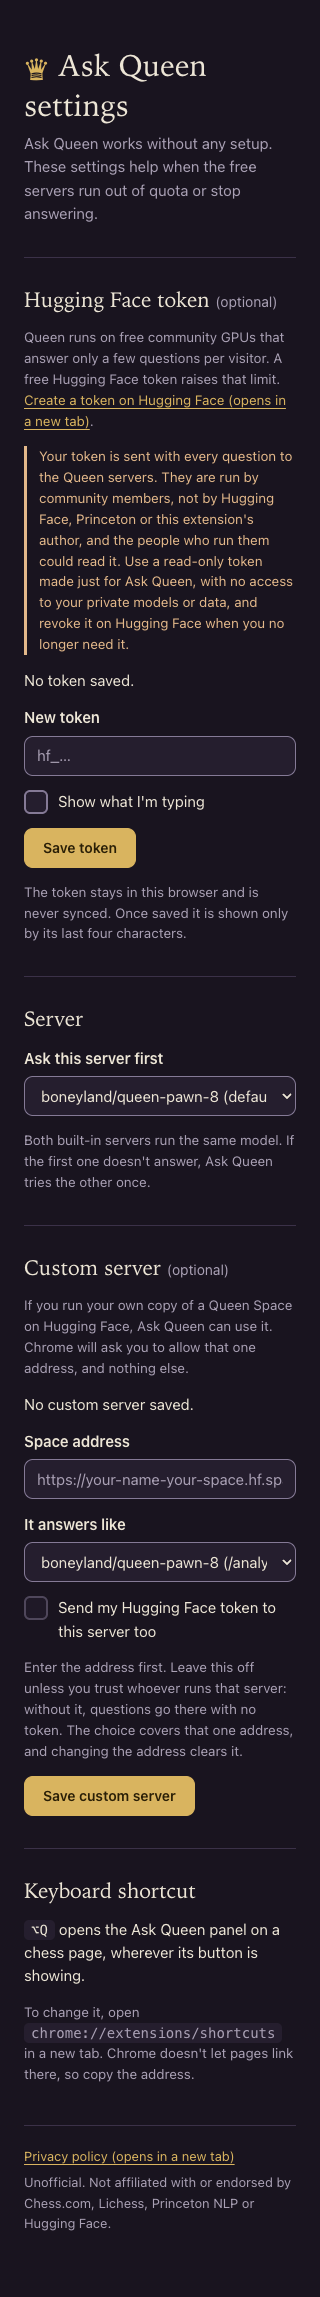 ♛ Ask Queen
settings
Ask Queen works without any setup.
These settings help when the free
servers run out of quota or stop
answering.
Hugging Face token (optional)
Queen runs on free community GPUs that
answer only a few questions per visitor. A
free Hugging Face token raises that limit.
Create a token on Hugging Face (opens in
a new tab).
Your token is sent with every question to
the Queen servers. They are run by
community members, not by Hugging
Face, Princeton or this extension's
author, and the people who run them
could read it. Use a read-only token
made just for Ask Queen, with no access
to your private models or data, and
revoke it on Hugging Face when you no
longer need it.
No token saved.
New token
hf_...
Show what I'm typing
Save token
The token stays in this browser and is
never synced. Once saved it is shown only
by its last four characters.
Server
Ask this server first
boneyland/queen-pawn-8 (defau
Both built-in servers run the same model. If
the first one doesn't answer, Ask Queen
tries the other once.
Custom server (optional)
If you run your own copy of a Queen Space
on Hugging Face, Ask Queen can use it.
Chrome will ask you to allow that one
address, and nothing else.
No custom server saved.
Space address
https://your-name-your-space.hf.sp
It answers like
boneyland/queen-pawn-8 (/analy
Send my Hugging Face token to
this server too
Enter the address first. Leave this off
unless you trust whoever runs that server:
without it, questions go there with no
token. The choice covers that one address,
and changing the address clears it.
Save custom server
Keyboard shortcut
⌥Q opens the Ask Queen panel on a
chess page, wherever its button is
showing.
To change it, open
chrome://extensions/shortcuts
in a new tab. Chrome doesn't let pages link
there, so copy the address.
Privacy policy (opens in a new tab)
Unofficial. Not affiliated with or endorsed by
Chess.com, Lichess, Princeton NLP or
Hugging Face.